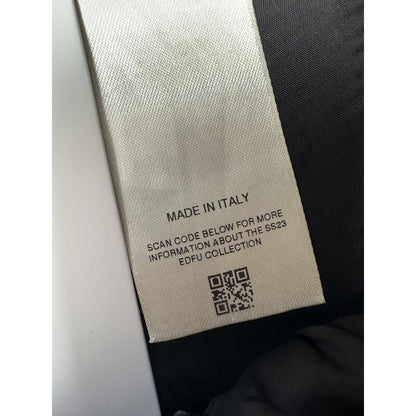 MADE IN ITALY
SCAN CODE BELOW FOR MORE
INFORMATION ABOUT THE SS23
EDFU COLLECTION